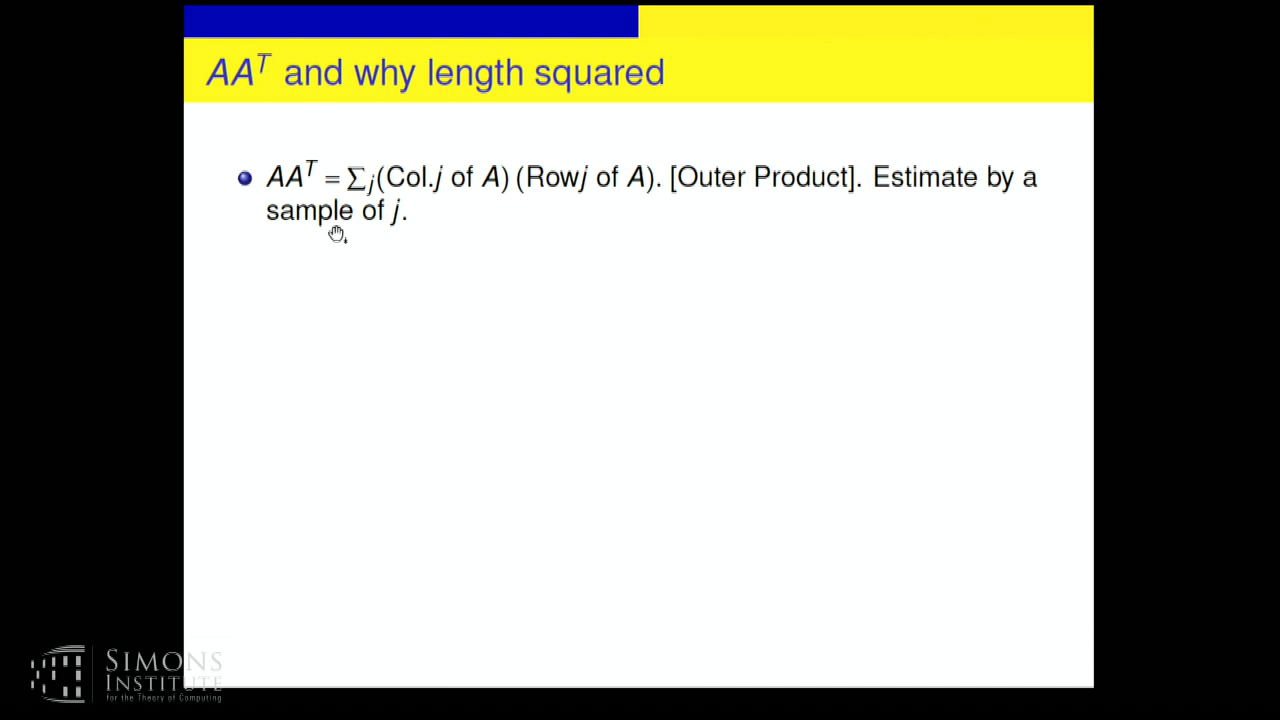 AA^T and why length squared
AA^T = ∑_j(Col.j of A) (Rowj of A). [Outer Product]. Estimate by a
sample of j.
SIMONS
INSTITUTE
for the Theory of Computing